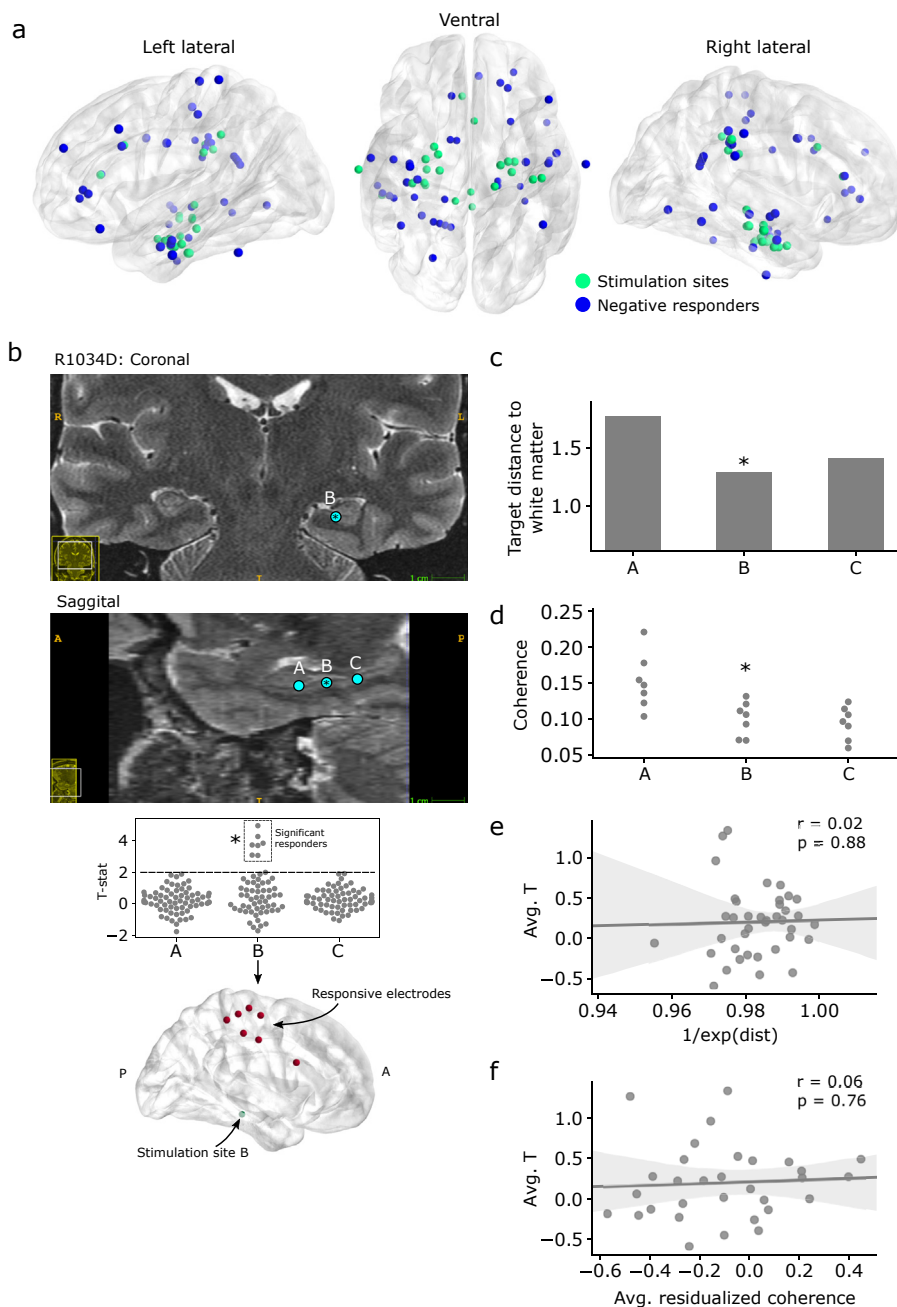 a
Left lateral
Ventral
Right lateral
Stimulation sites
Negative responders
b
R1034D: Coronal
R
L
B
*
I
1 cm
Saggital
A
P
A
B
C
*
I
1 cm
T-stat
4
2
0
−2
*
Significant
responders
A
B
C
Responsive electrodes
P
A
Stimulation site B
c
Target distance to
white matter
1.5
1.0
*
A
B
C
d
Coherence
0.25
0.20
0.15
0.10
0.05
*
A
B
C
e
r = 0.02
p = 0.88
Avg. T
1.0
0.5
0.0
−0.5
0.94
0.96
0.98
1.00
1/exp(dist)
f
r = 0.06
p = 0.76
Avg. T
1.0
0.5
0.0
−0.5
−0.6
−0.4
−0.2
0.0
0.2
0.4
Avg. residualized coherence